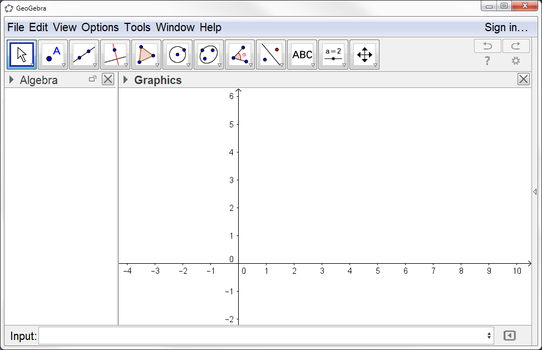 GeoGebra
File Edit View Options Tools Window Help Sign in...
A α ABC a = 2 ?
Algebra Graphics
6
5
4
3
2
1
0
−4 −3 −2 −1 0 1 2 3 4 5 6 7 8 9 10
−1
−2
Input: